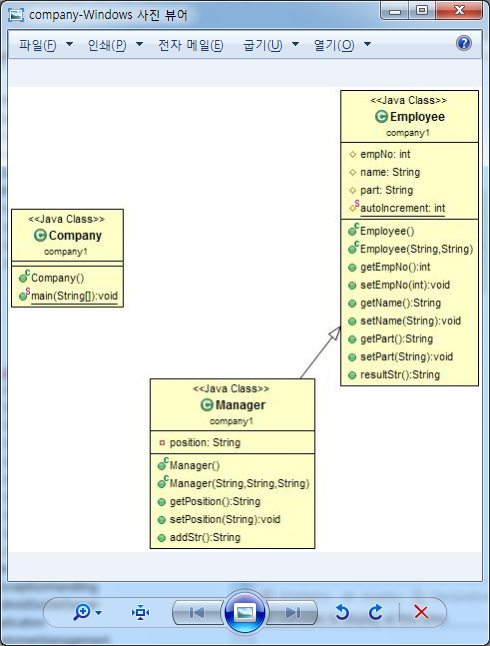 company-Windows 사진 뷰어
파일(F) 인쇄(P) 전자 메일(E) 굽기(U) 열기(O)
<<Java Class>>
Employee
company1
empNo: int
name: String
part: String
autoIncrement: int
Employee()
Employee(String,String)
getEmpNo():int
setEmpNo(int):void
getName():String
setName(String):void
getPart():String
setPart(String):void
resultStr():String
<<Java Class>>
Company
company1
Company()
main(String[]):void
<<Java Class>>
Manager
company1
position: String
Manager()
Manager(String,String,String)
getPosition():String
setPosition(String):void
addStr():String